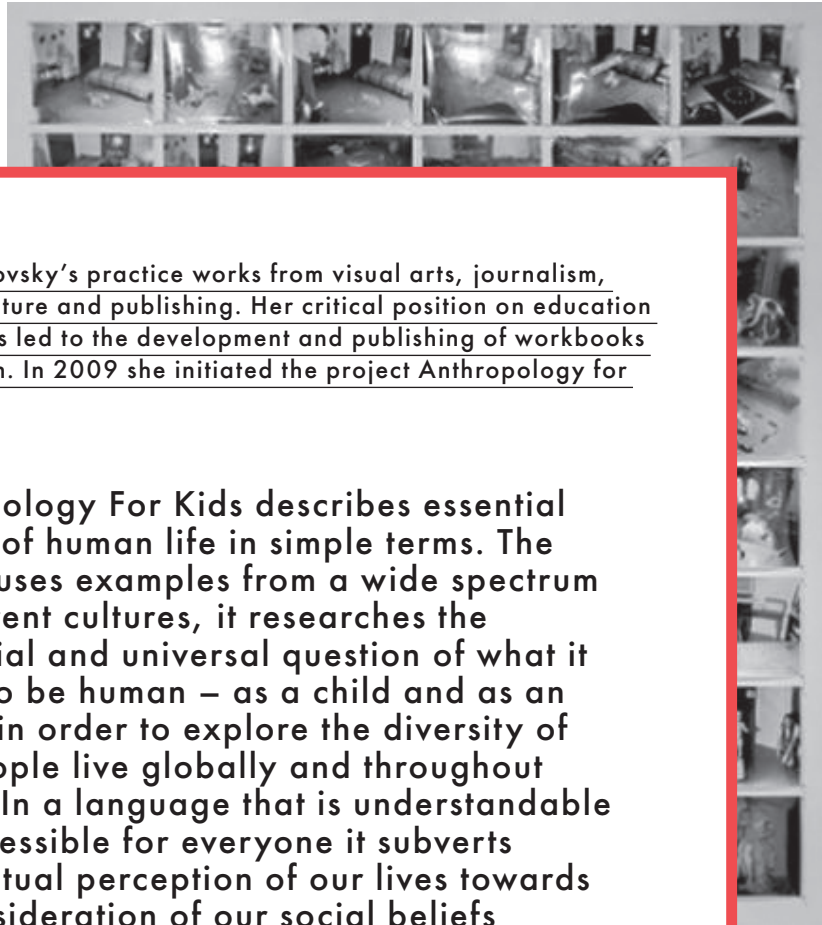 ovsky’s practice works from visual arts, journalism,
ture and publishing. Her critical position on education
s led to the development and publishing of workbooks
. In 2009 she initiated the project Anthropology for
ology For Kids describes essential
of human life in simple terms. The
uses examples from a wide spectrum
ent cultures, it researches the
ial and universal question of what it
o be human – as a child and as an
in order to explore the diversity of
ople live globally and throughout
In a language that is understandable
essible for everyone it subverts
tual perception of our lives towards
sideration of our social beliefs